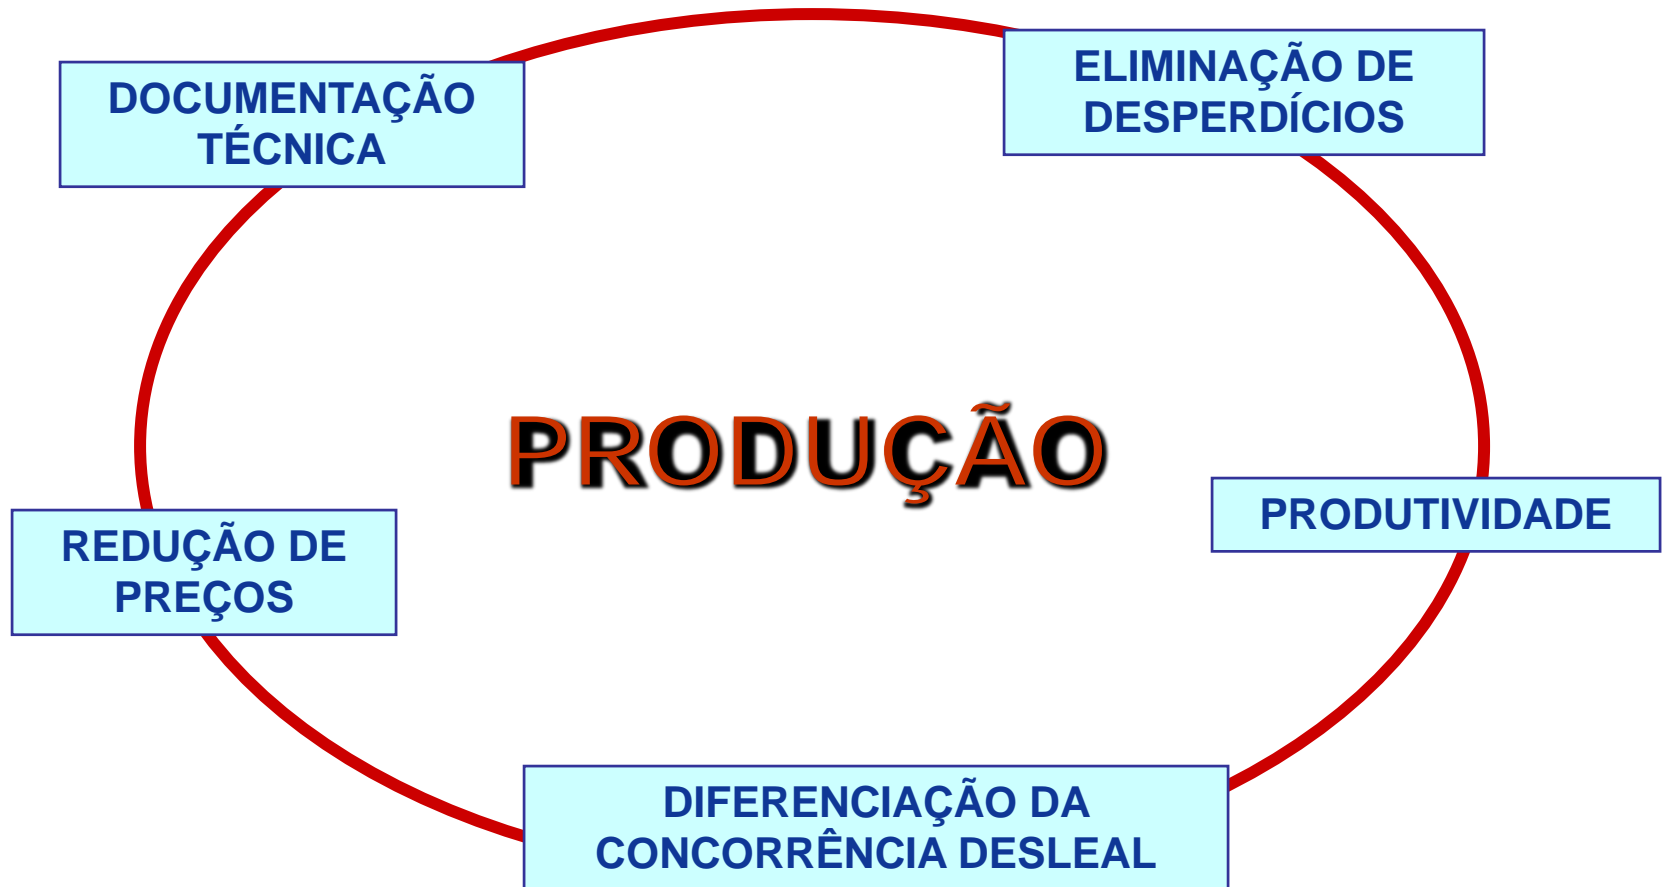 DOCUMENTAÇÃO
TÉCNICA
ELIMINAÇÃO DE
DESPERDÍCIOS
PRODUÇÃO
PRODUTIVIDADE
REDUÇÃO DE
PREÇOS
DIFERENCIAÇÃO DA
CONCORRÊNCIA DESLEAL